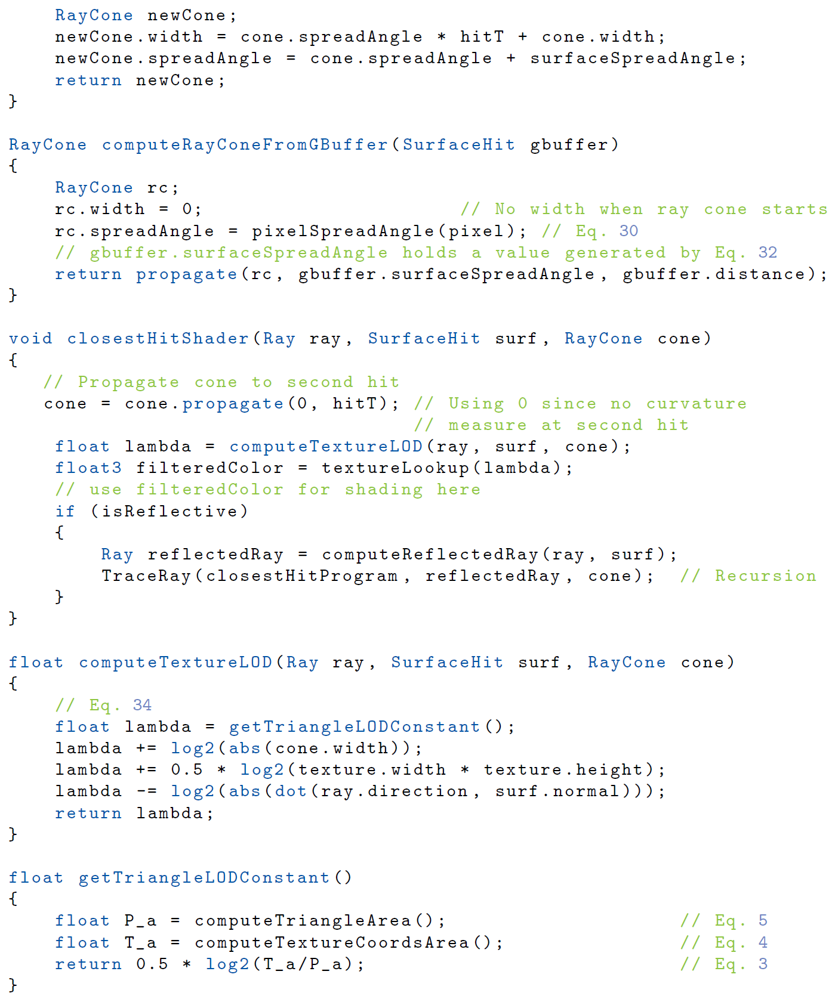 RayCone newCone;
newCone.width = cone.spreadAngle * hitT + cone.width;
newCone.spreadAngle = cone.spreadAngle + surfaceSpreadAngle;
return newCone;
}
RayCone computeRayConeFromGBuffer(SurfaceHit gbuffer)
{
RayCone rc;
rc.width = 0; // No width when ray cone starts
rc.spreadAngle = pixelSpreadAngle(pixel); // Eq. 30
// gbuffer.surfaceSpreadAngle holds a value generated by Eq. 32
return propagate(rc, gbuffer.surfaceSpreadAngle, gbuffer.distance);
}
void closestHitShader(Ray ray, SurfaceHit surf, RayCone cone)
{
// Propagate cone to second hit
cone = cone.propagate(0, hitT); // Using 0 since no curvature
// measure at second hit
float lambda = computeTextureLOD(ray, surf, cone);
float3 filteredColor = textureLookup(lambda);
// use filteredColor for shading here
if (isReflective)
{
Ray reflectedRay = computeReflectedRay(ray, surf);
TraceRay(closestHitProgram, reflectedRay, cone); // Recursion
}
}
float computeTextureLOD(Ray ray, SurfaceHit surf, RayCone cone)
{
// Eq. 34
float lambda = getTriangleLODConstant();
lambda += log2(abs(cone.width));
lambda += 0.5 * log2(texture.width * texture.height);
lambda -= log2(abs(dot(ray.direction, surf.normal)));
return lambda;
}
float getTriangleLODConstant()
{
float P_a = computeTriangleArea(); // Eq. 5
float T_a = computeTextureCoordsArea(); // Eq. 4
return 0.5 * log2(T_a/P_a); // Eq. 3
}